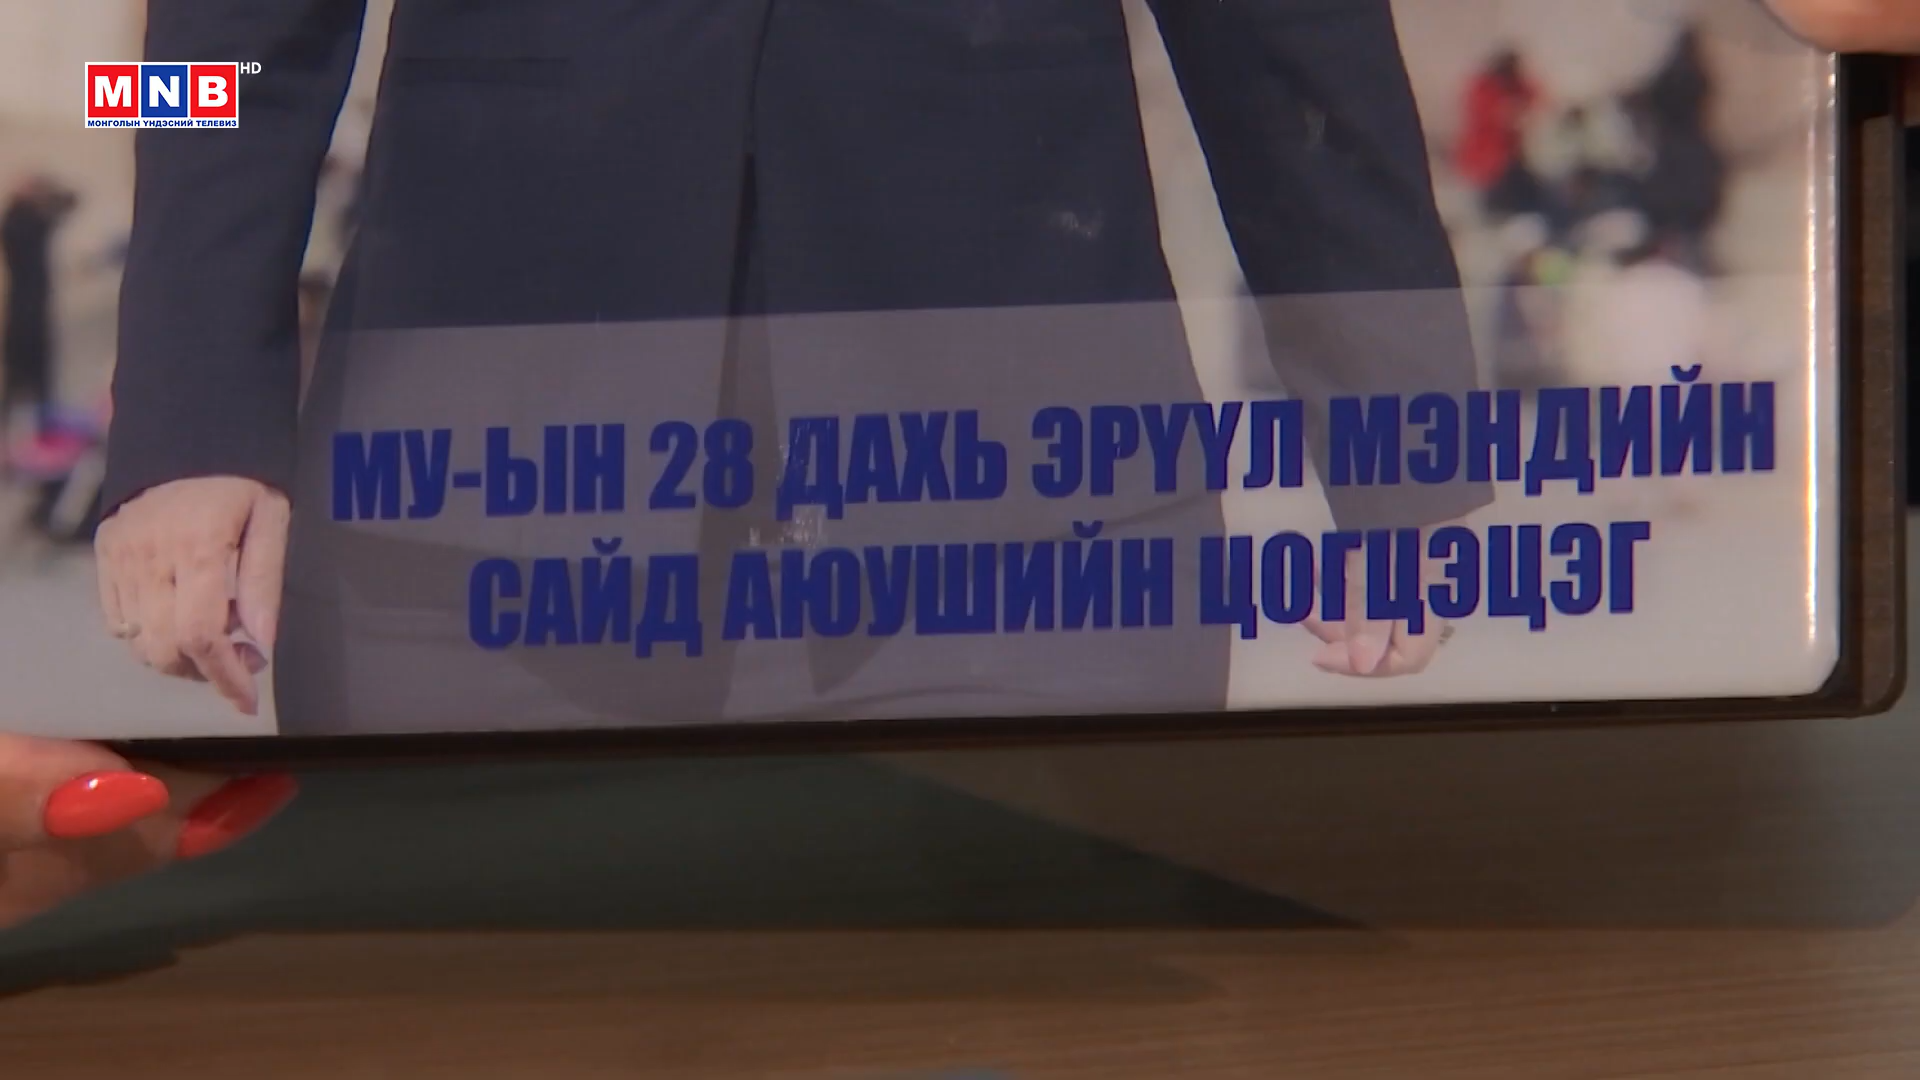 MNB HD
МОНГОЛЫН ҮНДЭСНИЙ ТЕЛЕВИЗ
МУ-ЫН 28 ДАХЬ ЭРҮҮЛ МЭНДИЙН
САЙД АЮУШИЙН ЦОГЦЭЦЭГ